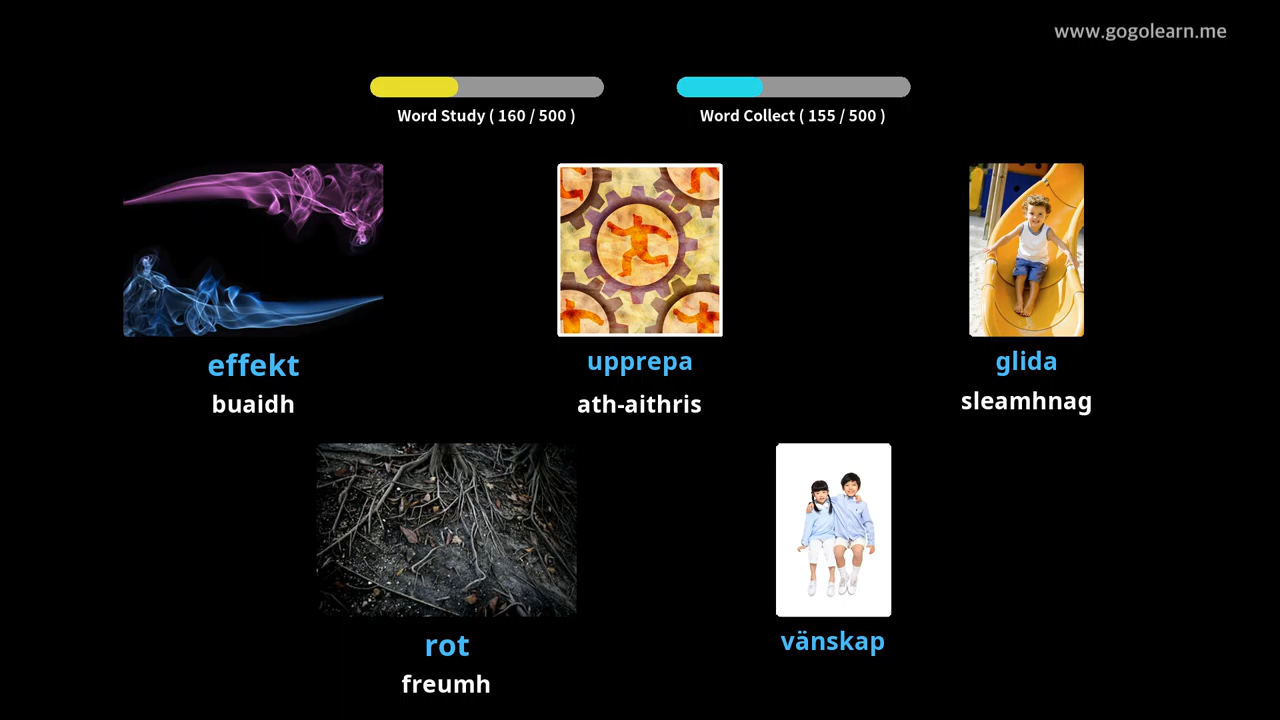 www.gogolearn.me
Word Study ( 160 / 500 )
Word Collect ( 155 / 500 )
effekt
buaidh
upprepa
ath-aithris
glida
sleamhnag
rot
freumh
vänskap